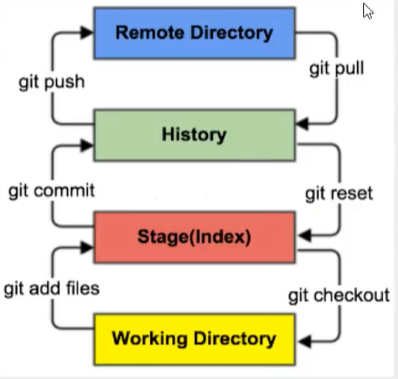 Remote Directory
git pull
git push
History
git commit
git reset
Stage(Index)
git add files
git checkout
Working Directory